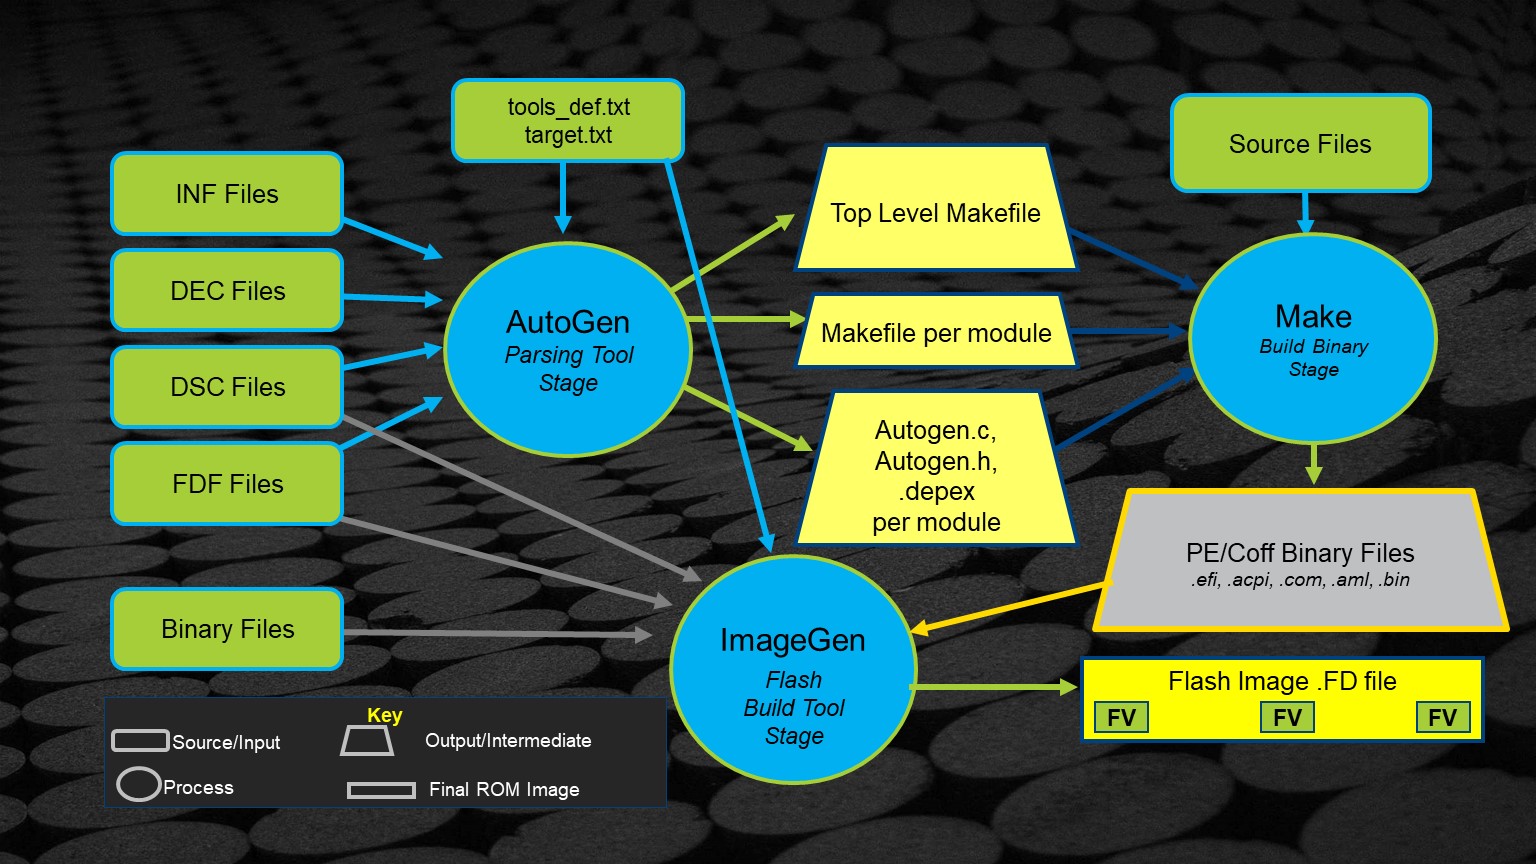 tools_def.txt
target.txt
Source Files
INF Files
DEC Files
DSC Files
FDF Files
Binary Files
AutoGen
Parsing Tool
Stage
Top Level Makefile
Makefile per module
Autogen.c,
Autogen.h,
.depex
per module
Make
Build Binary
Stage
PE/Coff Binary Files
.efi, .acpi, .com, .aml, .bin
ImageGen
Flash
Build Tool
Stage
Flash Image .FD file
FV FV FV
Key
Source/Input
Output/Intermediate
Process
Final ROM Image